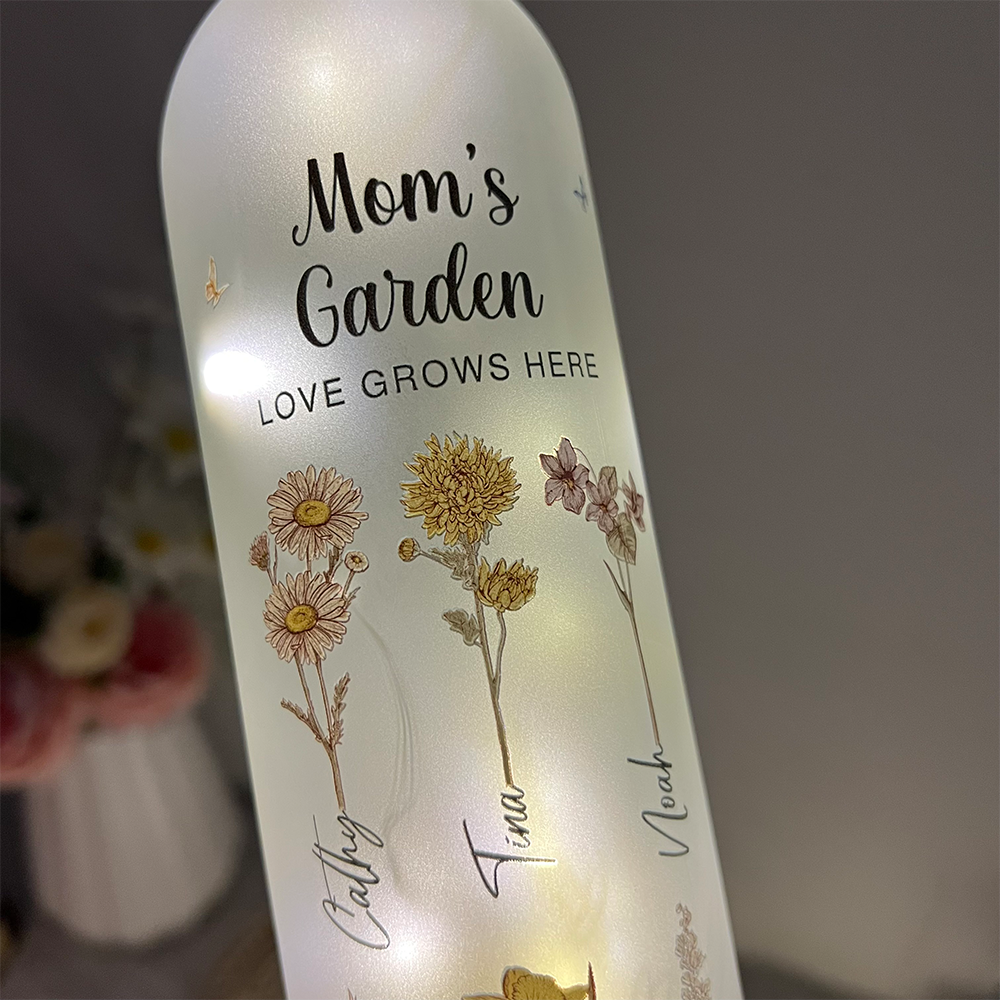 Mom's
Garden
LOVE GROWS HERE
Cathy
Tina
Noah